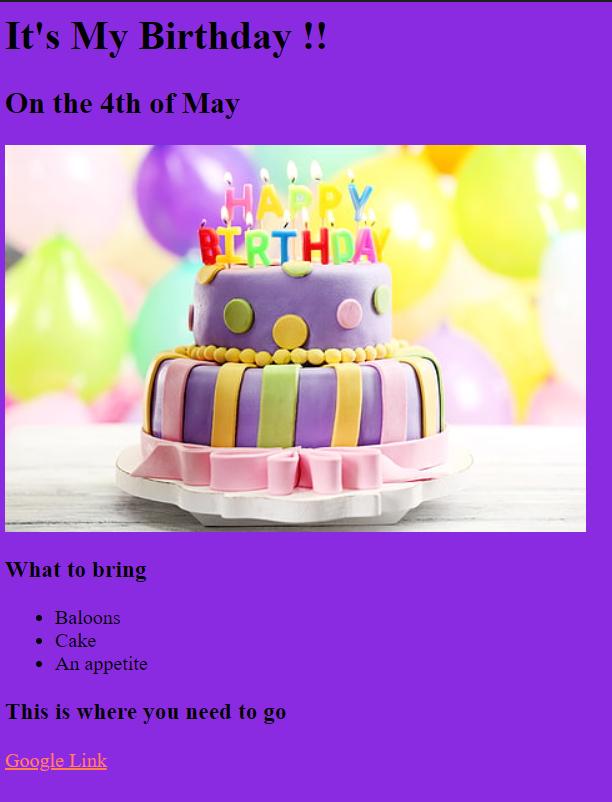 It's My Birthday !!
On the 4th of May
HAPPY
BIRTHDAY
What to bring
Baloons
Cake
An appetite
This is where you need to go
Google Link